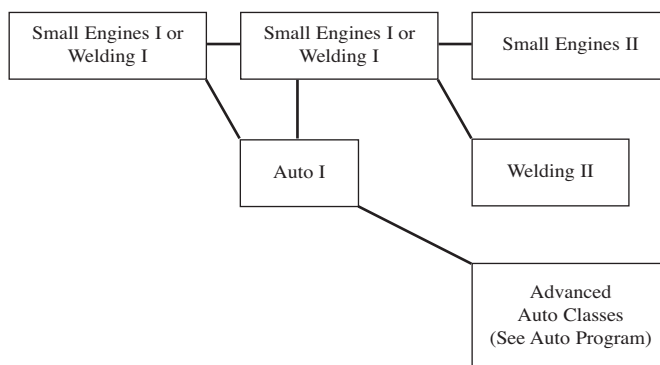 Small Engines I or
Welding I
Small Engines I or
Welding I
Small Engines II
Auto I
Welding II
Advanced
Auto Classes
(See Auto Program)